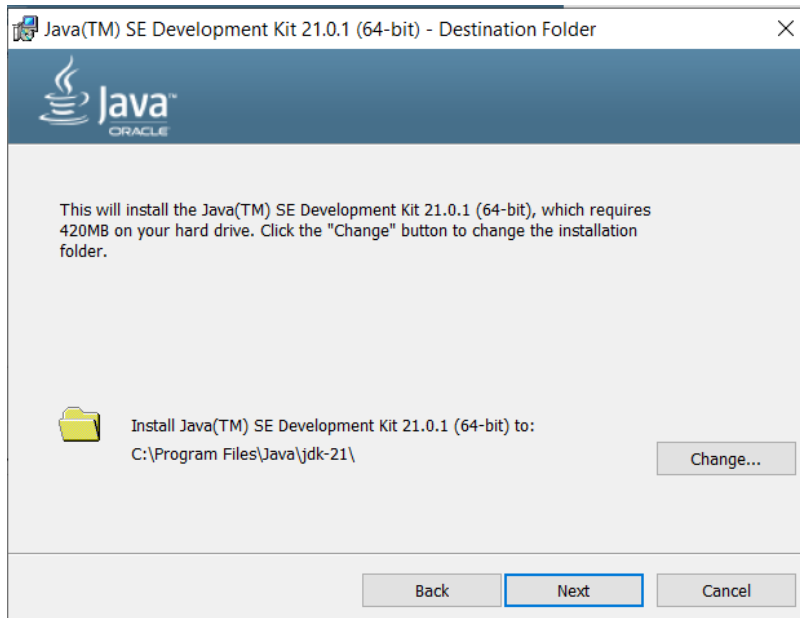 Java(TM) SE Development Kit 21.0.1 (64-bit) - Destination Folder
Java™
ORACLE
This will install the Java(TM) SE Development Kit 21.0.1 (64-bit), which requires
420MB on your hard drive. Click the "Change" button to change the installation
folder.
Install Java(TM) SE Development Kit 21.0.1 (64-bit) to:
C:\Program Files\Java\jdk-21\
Change...
Back
Next
Cancel